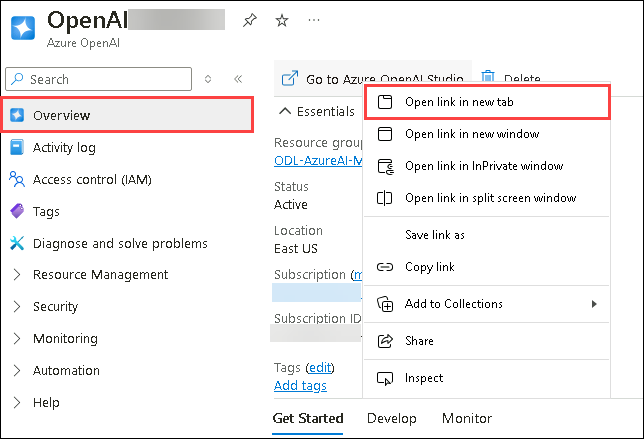 OpenAI
Azure OpenAI
Search
Overview
Activity log
Access control (IAM)
Tags
Diagnose and solve problems
Resource Management
Security
Monitoring
Automation
Help
Go to Azure OpenAI Studio
Delete
Essentials
Resource group
ODL-AzureAI-M
Status
Active
Location
East US
Subscription (m
Subscription ID
Tags (edit)
Add tags
Open link in new tab
Open link in new window
Open link in InPrivate window
Open link in split screen window
Save link as
Copy link
Add to Collections
Share
Inspect
Get Started Develop Monitor